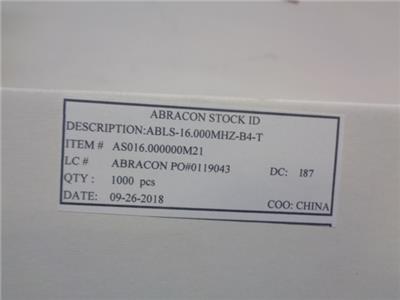 ABRACON STOCK ID
DESCRIPTION:ABLS-16.000MHZ-B4-T
ITEM # AS016.000000M21
LC # ABRACON PO#0119043 DC: 187
QTY : 1000 pcs
DATE: 09-26-2018 COO: CHINA